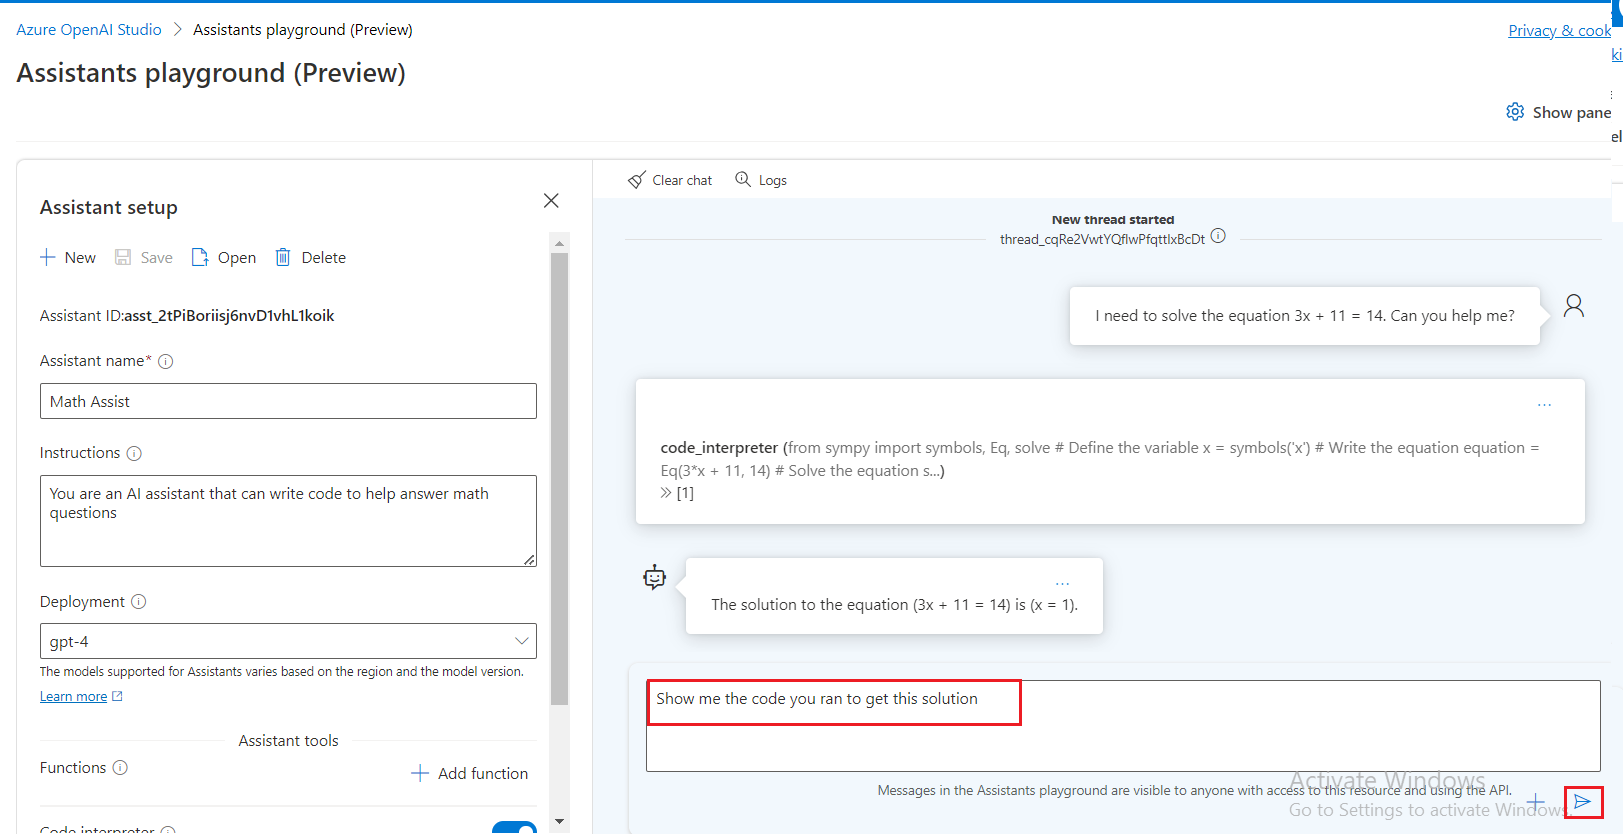 Azure OpenAI Studio > Assistants playground (Preview)
Privacy & cook
ki
Assistants playground (Preview)
Show pane
el
Assistant setup
New Save Open Delete
Assistant ID:asst_2tPiBoriisj6nvD1vhL1koik
Assistant name*
Math Assist
Instructions
You are an AI assistant that can write code to help answer math
questions
Deployment
gpt-4
The models supported for Assistants varies based on the region and the model version.
Learn more
Assistant tools
Functions
Add function
Code interpreter
Clear chat Logs
New thread started
I need to solve the equation 3x + 11 = 14. Can you help me?
...
code_interpreter (from sympy import symbols, Eq, solve # Define the variable x = symbols('x') # Write the equation equation =
Eq(3*x + 11, 14) # Solve the equation s...)
[1]
...
The solution to the equation (3x + 11 = 14) is (x = 1).
Show me the code you ran to get this solution
Messages in the Assistants playground are visible to anyone with access to this resource and using the API.
Activate Windows
Go to Settings to activate Windows.